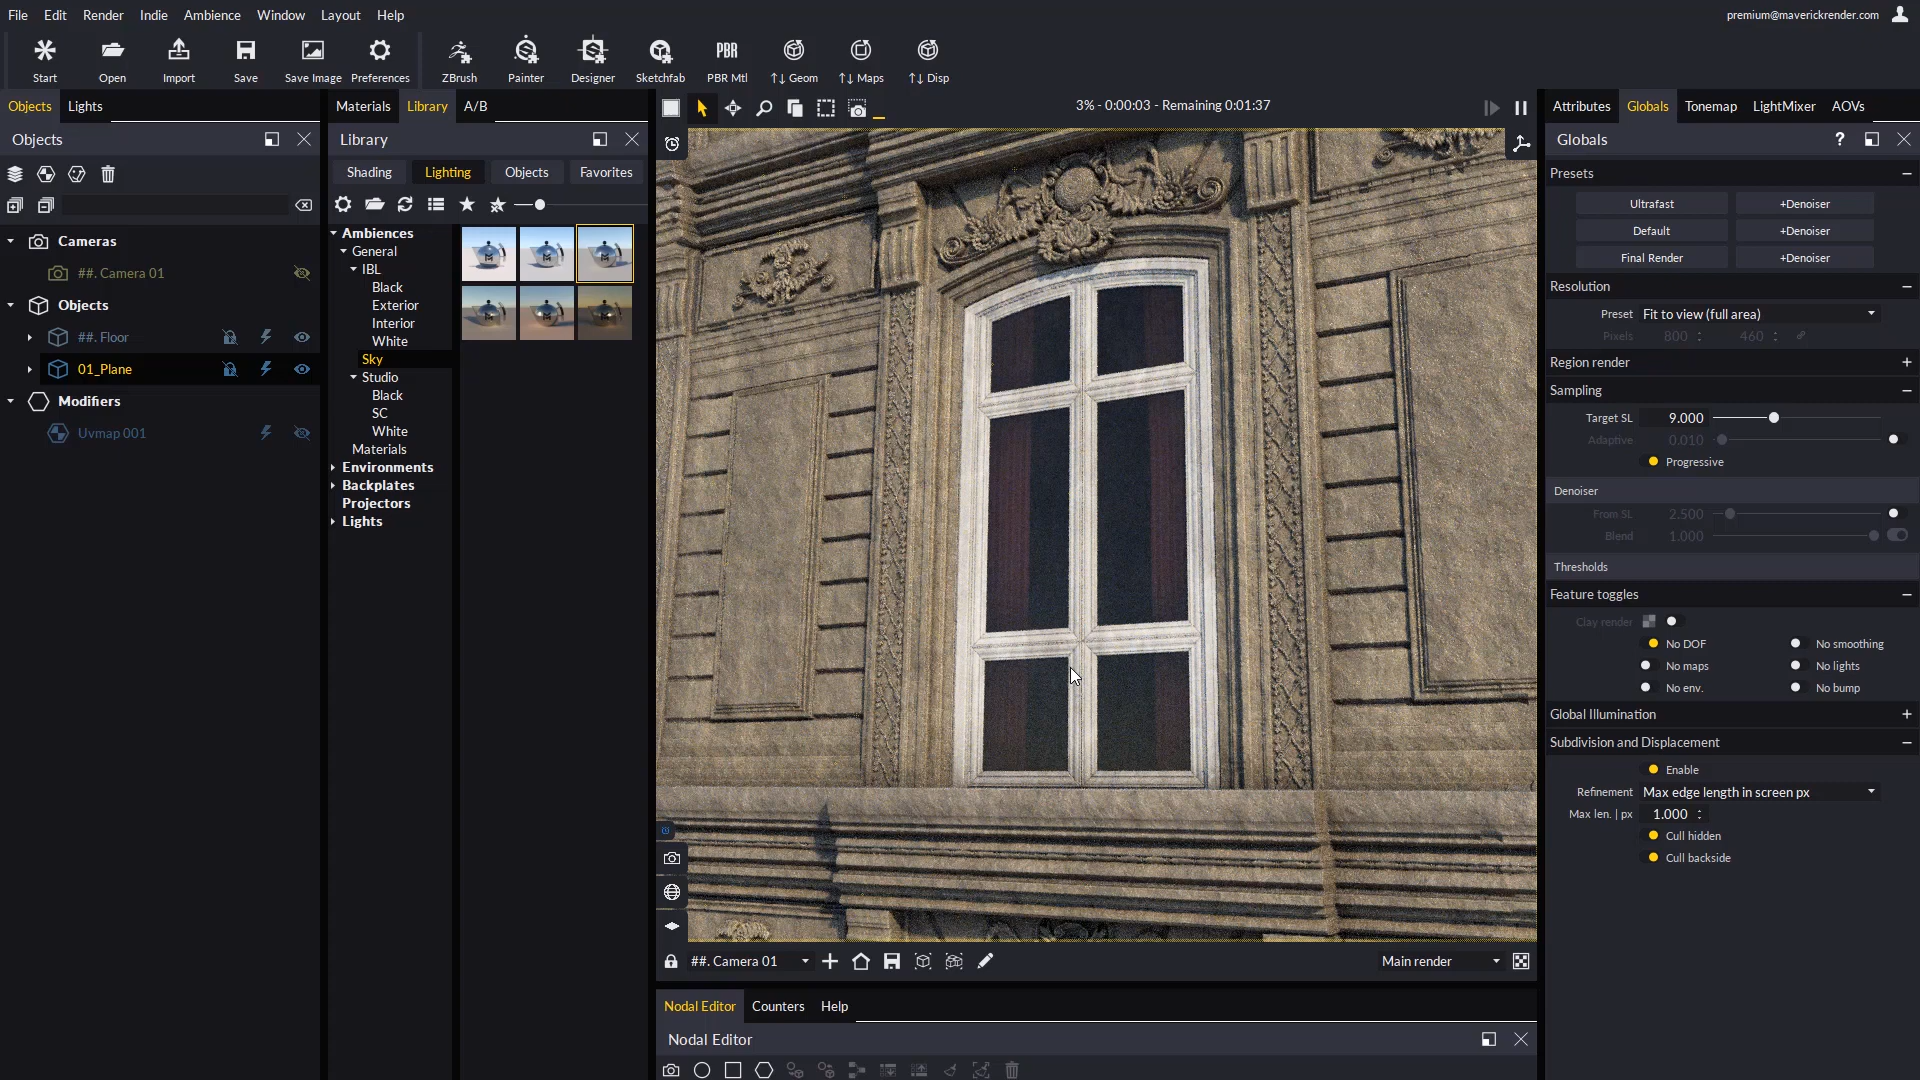 File Edit Render Indie Ambience Window Layout Help
premium@maverickrender.com
Start Open Import Save Save Image Preferences ZBrush Painter Designer Sketchfab PBR Mtl ↑↓ Geom ↑↓ Maps ↑↓ Disp
PBR
Objects Lights
Objects
Cameras
##. Camera 01
Objects
##. Floor
01_Plane
Modifiers
Uvmap 001
Materials Library A/B
Library
Shading Lighting Objects Favorites
Ambiences
General
IBL
Black
Exterior
Interior
White
Sky
Studio
Black
SC
White
Materials
Environments
Backplates
Projectors
Lights
3% - 0:00:03 - Remaining 0:01:37
##. Camera 01
Main render
Nodal Editor Counters Help
Nodal Editor
Attributes Globals Tonemap LightMixer AOVs
Globals ?
Presets
Ultrafast +Denoiser
Default +Denoiser
Final Render +Denoiser
Resolution
Preset Fit to view (full area)
Pixels 800 : 460 :
Region render
Sampling
Target SL 9.000
Adaptive 0.010
Progressive
Denoiser
From SL 2.500
Blend 1.000
Thresholds
Feature toggles
Clay render
No DOF No smoothing
No maps No lights
No env. No bump
Global Illumination
Subdivision and Displacement
Enable
Refinement Max edge length in screen px
Max len. | px 1.000
Cull hidden
Cull backside